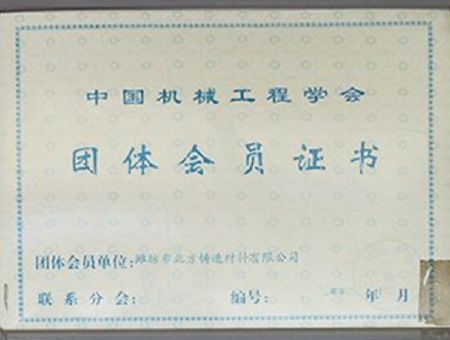 中国机械工程学会
团体会员证书
团体会员单位:潍坊市北方铸造材料有限公司
联系分会: 编号: 年 月